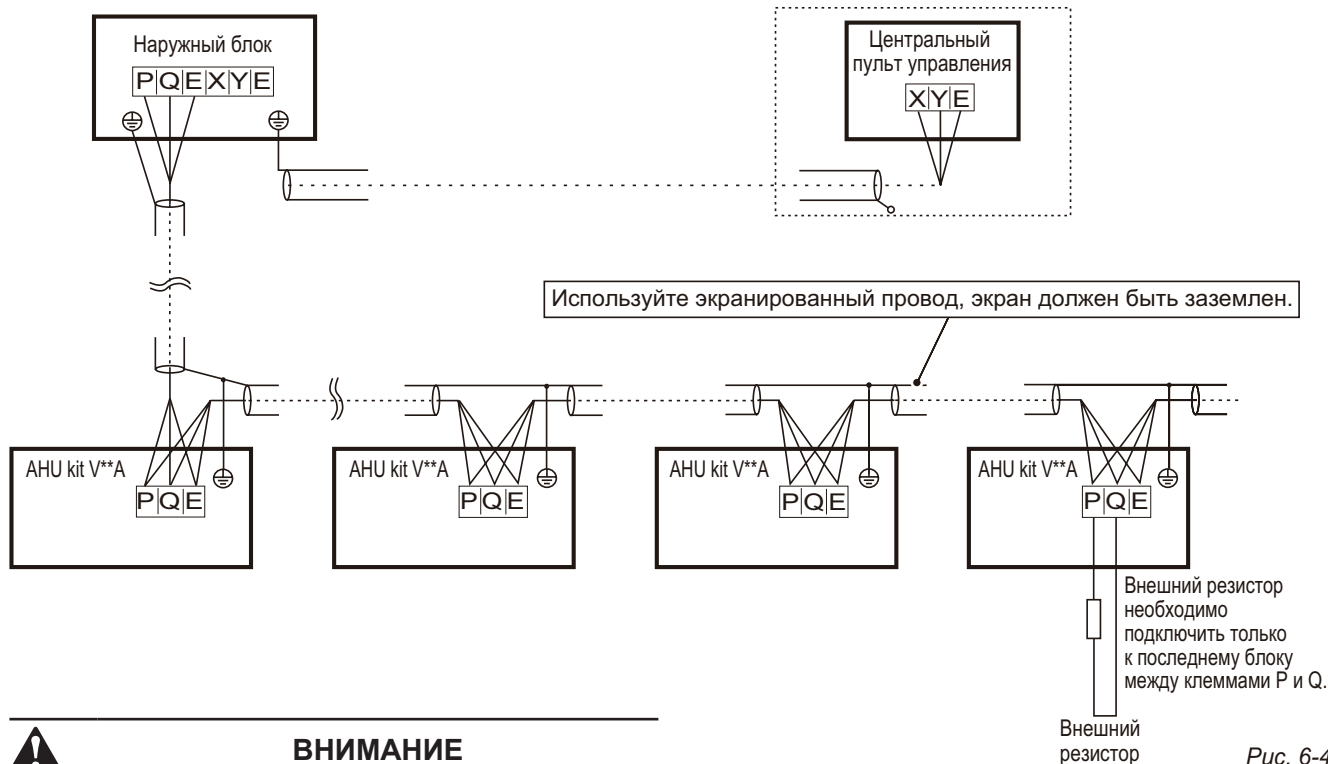 Наружный блок
P Q E X Y E
Центральный
пульт управления
X Y E
Используйте экранированный провод, экран должен быть заземлен.
AHU kit V**A
P Q E
AHU kit V**A
P Q E
AHU kit V**A
P Q E
AHU kit V**A
P Q E
Внешний резистор
необходимо
подключить только
к последнему блоку
между клеммами P и Q.
Внешний
резистор
Рис. 6-4
ВНИМАНИЕ